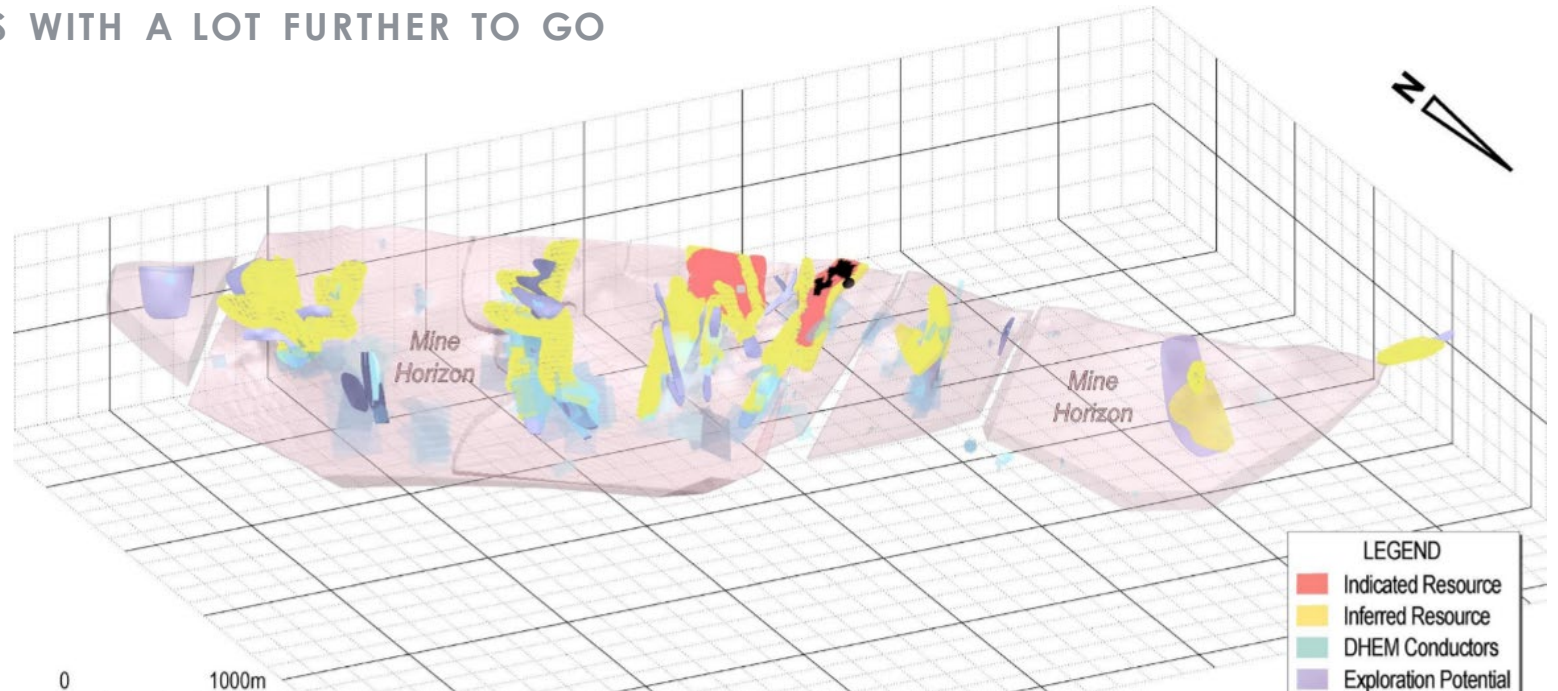 S WITH A LOT FURTHER TO GO
N
Mine
Horizon
Mine
Horizon
LEGEND
Indicated Resource
Inferred Resource
DHEM Conductors
Exploration Potential
0 1000m